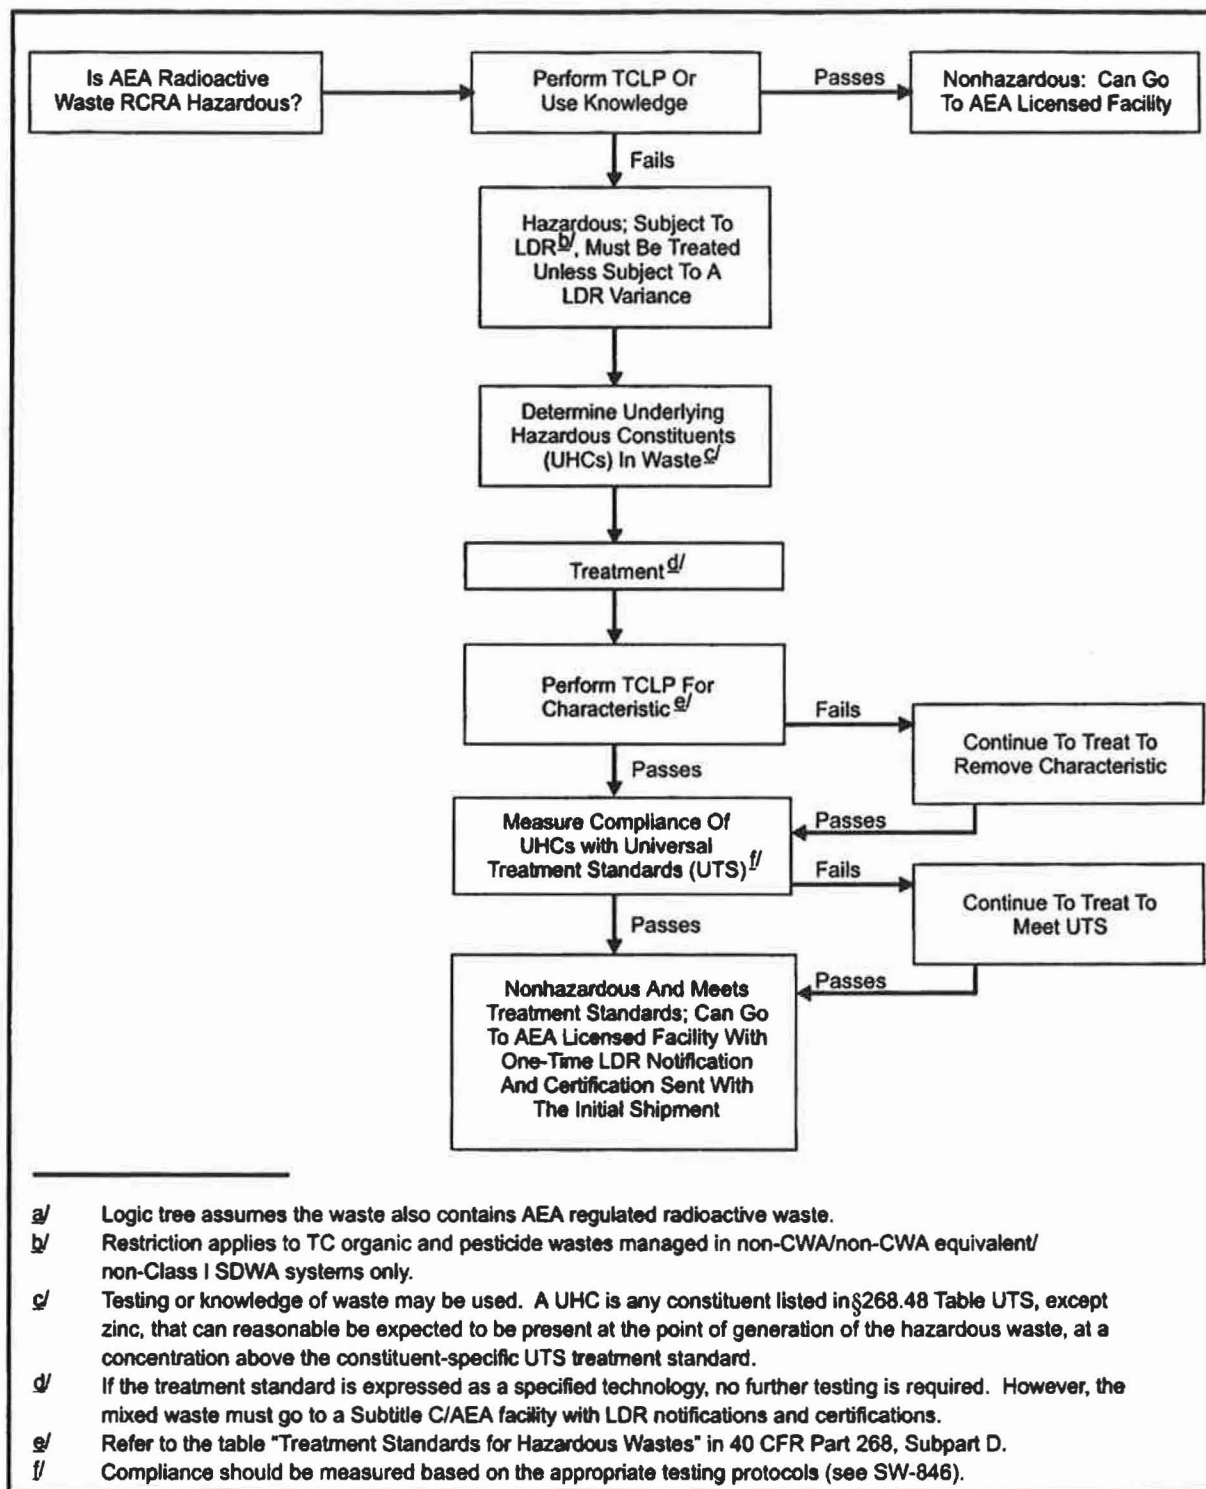 Is AEA Radioactive
Waste RCRA Hazardous?
Perform TCLP Or
Use Knowledge
Passes
Nonhazardous: Can Go
To AEA Licensed Facility
Fails
Hazardous; Subject To
LDR b/, Must Be Treated
Unless Subject To A
LDR Variance
Determine Underlying
Hazardous Constituents
(UHCs) In Waste c/
Treatment d/
Perform TCLP For
Characteristic e/
Fails
Continue To Treat To
Remove Characteristic
Passes
Passes
Measure Compliance Of
UHCs with Universal
Treatment Standards (UTS) f/
Fails
Continue To Treat To
Meet UTS
Passes
Passes
Nonhazardous And Meets
Treatment Standards; Can Go
To AEA Licensed Facility With
One-Time LDR Notification
And Certification Sent With
The Initial Shipment
a/ Logic tree assumes the waste also contains AEA regulated radioactive waste.
b/ Restriction applies to TC organic and pesticide wastes managed in non-CWA/non-CWA equivalent/
non-Class I SDWA systems only.
c/ Testing or knowledge of waste may be used. A UHC is any constituent listed in §268.48 Table UTS, except
zinc, that can reasonable be expected to be present at the point of generation of the hazardous waste, at a
concentration above the constituent-specific UTS treatment standard.
d/ If the treatment standard is expressed as a specified technology, no further testing is required. However, the
mixed waste must go to a Subtitle C/AEA facility with LDR notifications and certifications.
e/ Refer to the table "Treatment Standards for Hazardous Wastes" in 40 CFR Part 268, Subpart D.
f/ Compliance should be measured based on the appropriate testing protocols (see SW-846).